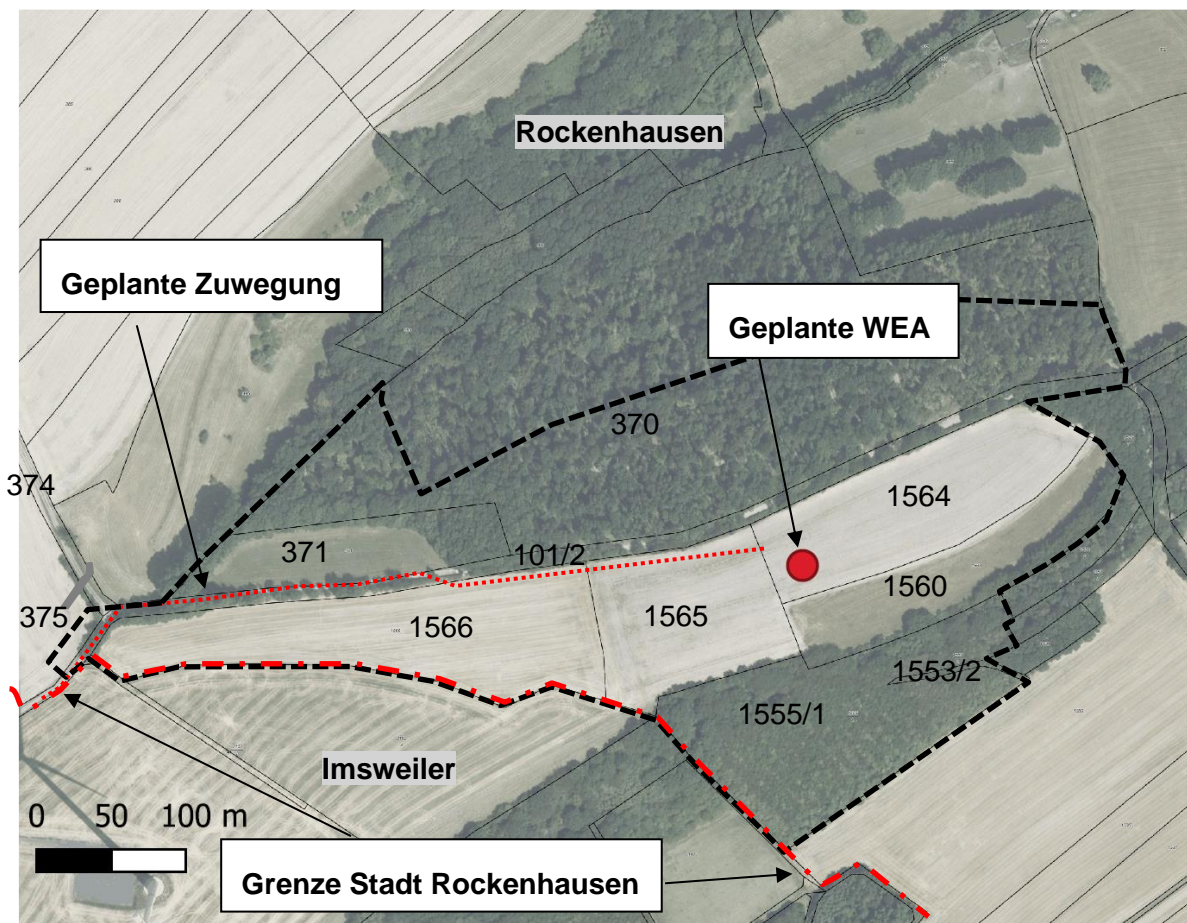 Rockenhausen
Geplante Zuwegung
Geplante WEA
370
374
1564
371
101/2
375
1560
1566
1565
1553/2
1555/1
Imsweiler
0 50 100 m
Grenze Stadt Rockenhausen